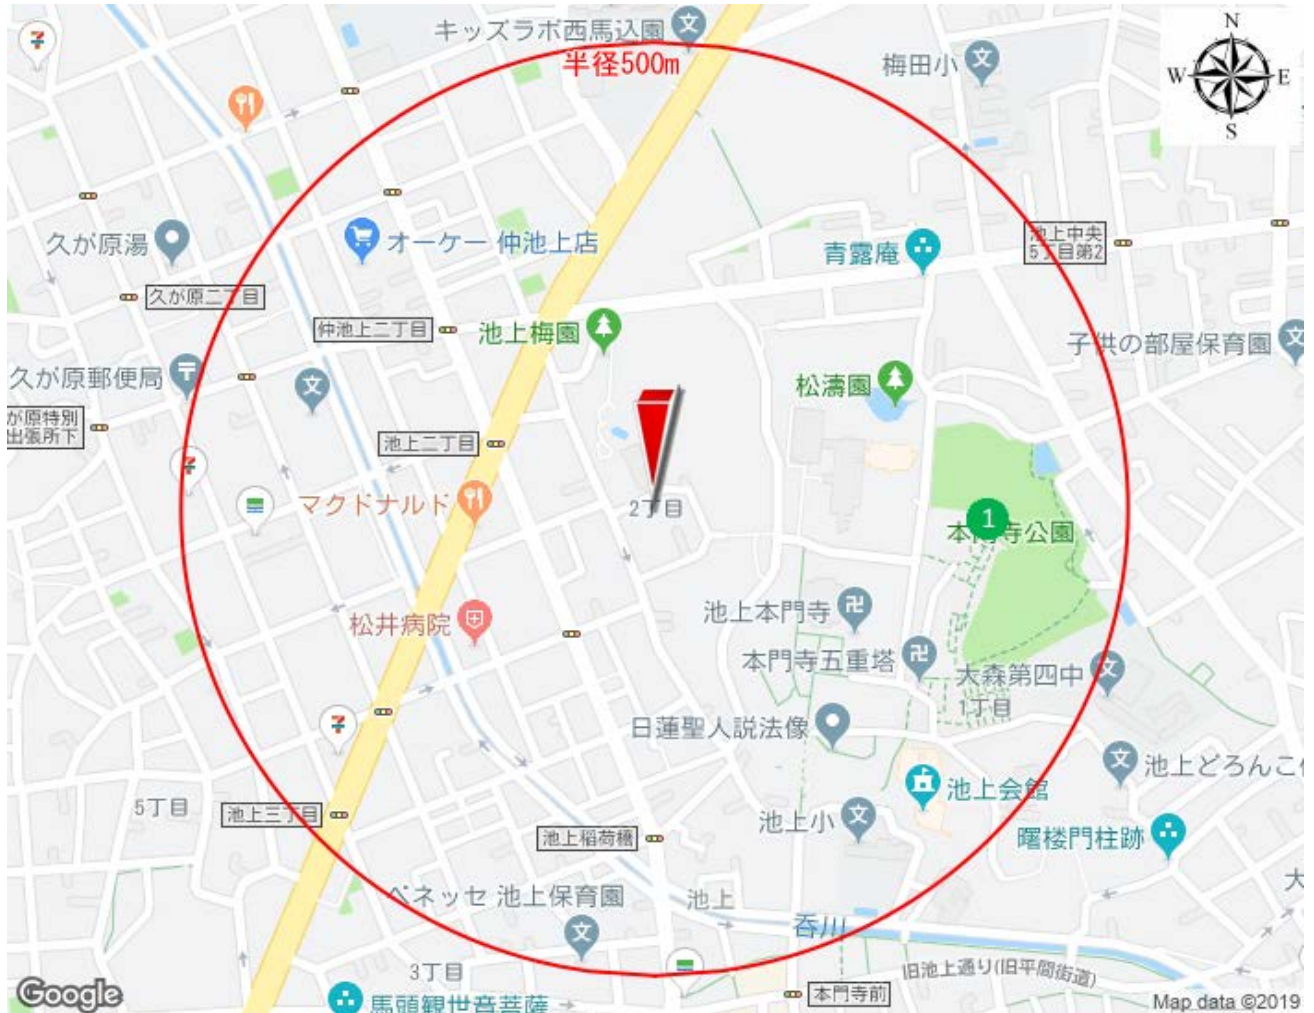 キッズラボ西馬込園
半径500m
梅田小
N
W
E
S
久が原湯
オーケー 仲池上店
青露庵
池上中央
5丁目第2
久が原二丁目
仲池上二丁目
池上梅園
子供の部屋保育園
久が原郵便局
松濤園
が原特別
出張所下
池上二丁目
マクドナルド
2丁目
1
本門寺公園
松井病院
池上本門寺
本門寺五重塔
大森第四中
1丁目
日蓮聖人説法像
池上どろんこ
5丁目
池上三丁目
池上会館
池上稲荷橋
池上小
曙楼門柱跡
大
ベネッセ 池上保育園
池上
呑川
3丁目
旧池上通り(旧平間街道)
本門寺前
馬頭観世音菩薩
Google
Map data ©2019